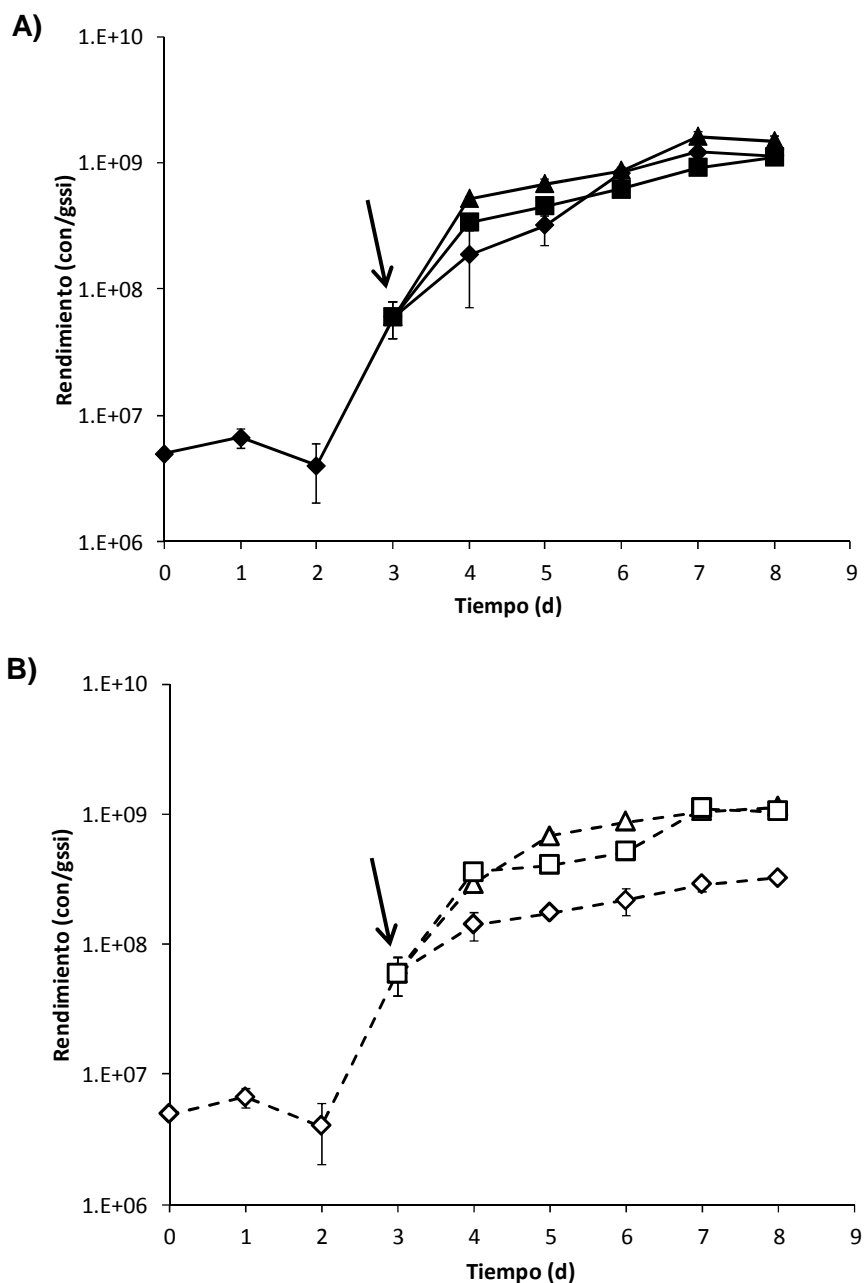 A)
1.E+10
1.E+09
1.E+08
1.E+07
1.E+06
Rendimiento (con/gssi)
0 1 2 3 4 5 6 7 8 9
Tiempo (d)
B)
1.E+10
1.E+09
1.E+08
1.E+07
1.E+06
Rendimiento (con/gssi)
0 1 2 3 4 5 6 7 8 9
Tiempo (d)